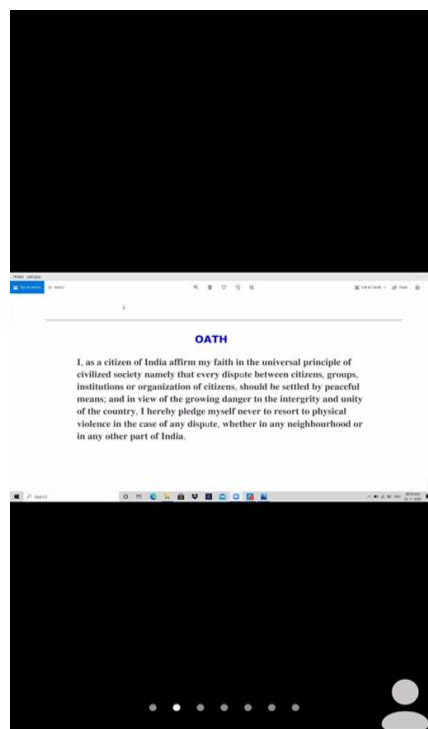 OATH
I, as a citizen of India affirm my faith in the universal principle of
civilized society namely that every dispute between citizens, groups,
institutions or organization of citizens, should be settled by peaceful
means; and in view of the growing danger to the intergrity and unity
of the country, I hereby pledge myself never to resort to physical
violence in the case of any dispute, whether in any neighbourhood or
in any other part of India.
Search